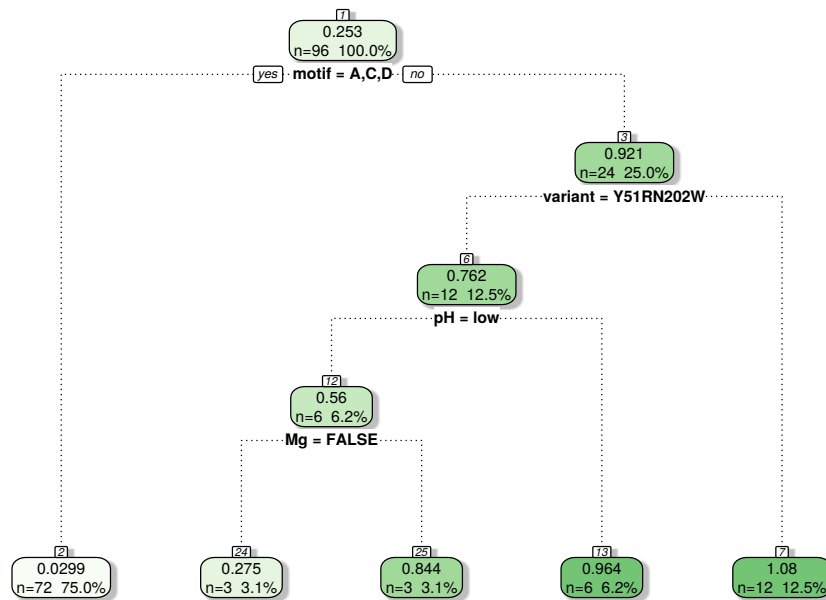 1
0.253
n=96 100.0%
yes motif = A,C,D no
3
0.921
n=24 25.0%
variant = Y51RN202W
6
0.762
n=12 12.5%
pH = low
12
0.56
n=6 6.2%
Mg = FALSE
2
0.0299
n=72 75.0%
24
0.275
n=3 3.1%
25
0.844
n=3 3.1%
13
0.964
n=6 6.2%
7
1.08
n=12 12.5%